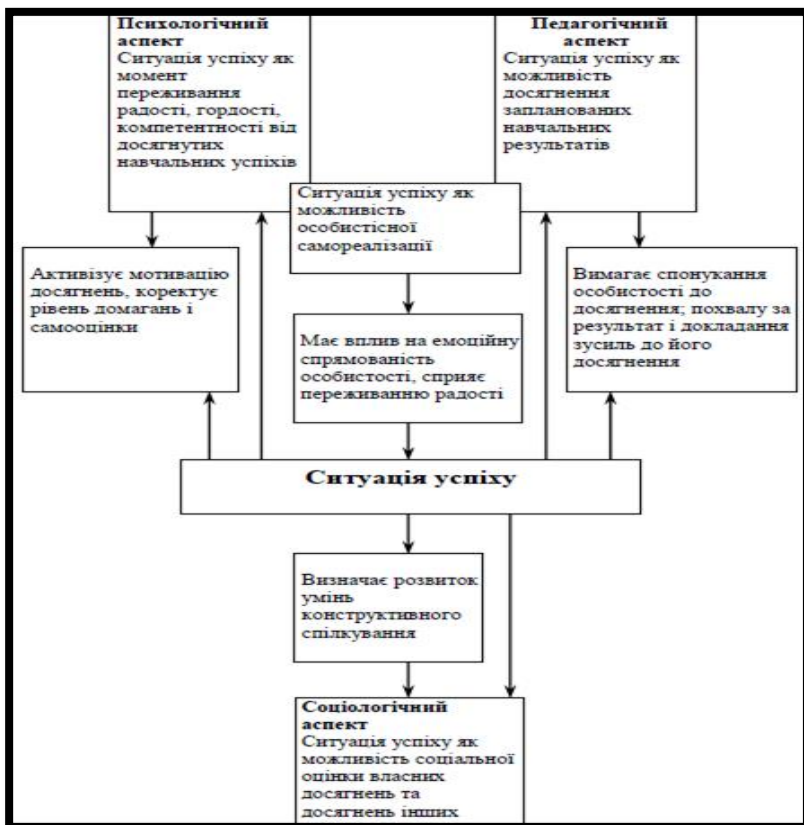 Психологічний
аспект
Ситуація успіху як
момент
переживання
радості, гордості,
компетентності від
досягнутих
навчальних успіхів
Педагогічний
аспект
Ситуація успіху як
можливість
досягнення
запланованих
навчальних
результатів
Ситуація успіху як
можливість
особистісної
самореалізації
Активізує мотивацію
досягнень, коректує
рівень домагань і
самооцінки
Має вплив на емоційну
спрямованість
особистості, сприяє
переживанню радості
Вимагає спонукання
особистості до
досягнення; похвалу за
результат і докладання
зусиль до його
досягнення
Ситуація успіху
Визначає розвиток
умінь
конструктивного
спілкування
Соціологічний
аспект
Ситуація успіху як
можливість соціальної
оцінки власних
досягнень та
досягнень інших